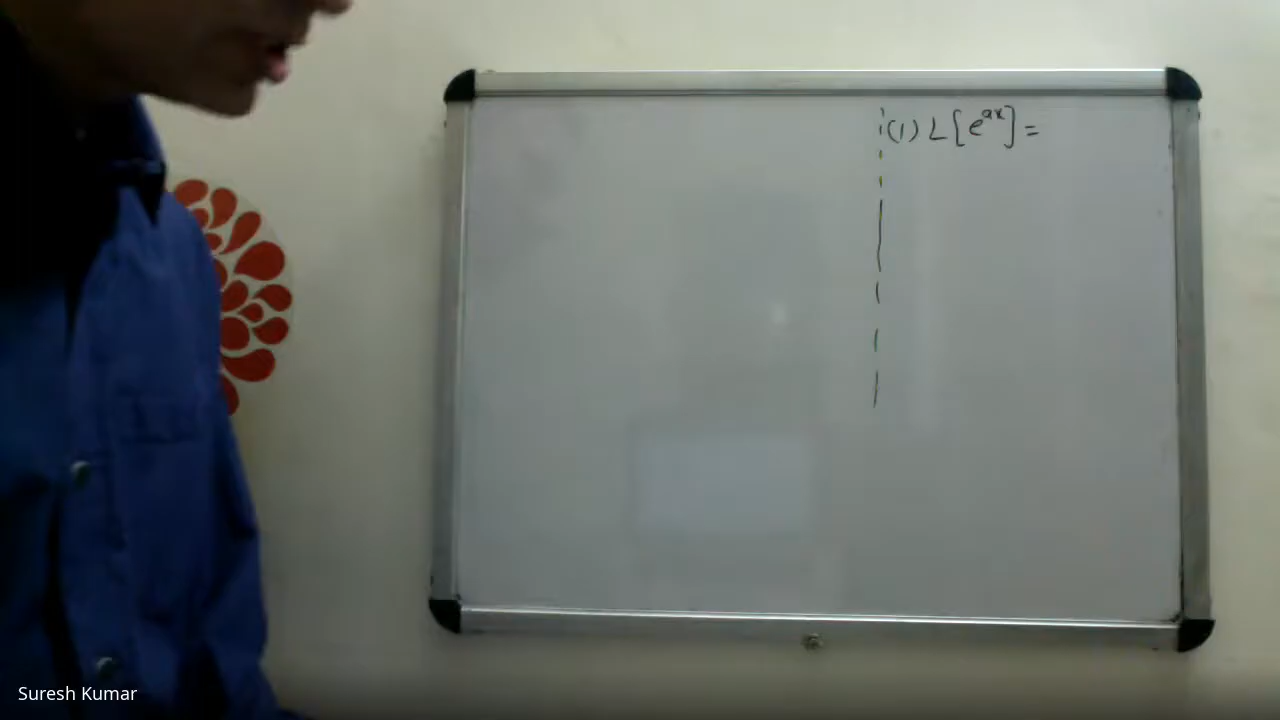 (1) L[e^{ax}] =
Suresh Kumar